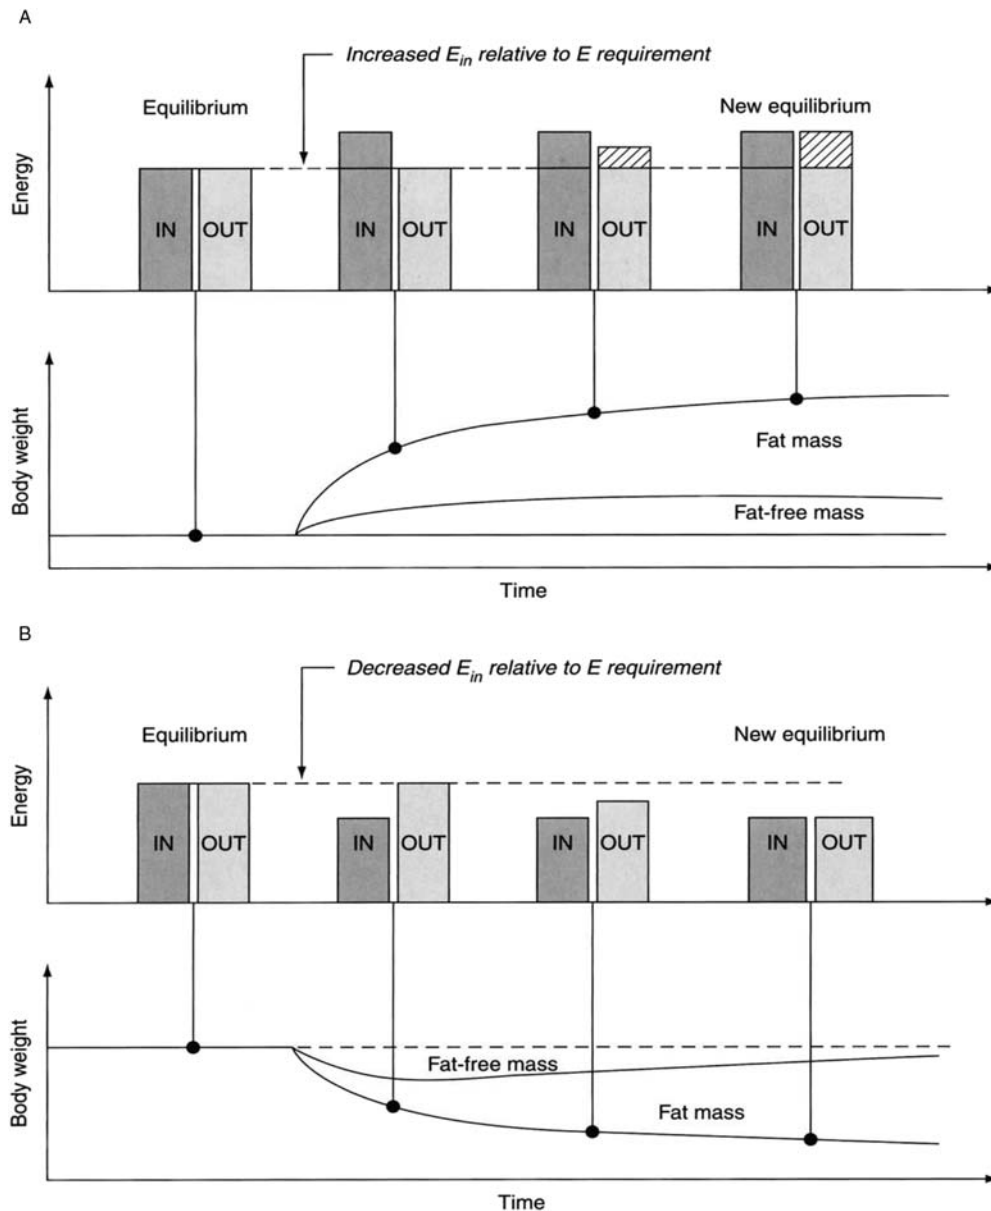 A
Increased E_in relative to E requirement
Equilibrium
New equilibrium
Energy
IN OUT IN OUT IN OUT IN OUT
Body weight
Fat mass
Fat-free mass
Time
B
Decreased E_in relative to E requirement
Equilibrium
New equilibrium
Energy
IN OUT IN OUT IN OUT IN OUT
Body weight
Fat-free mass
Fat mass
Time